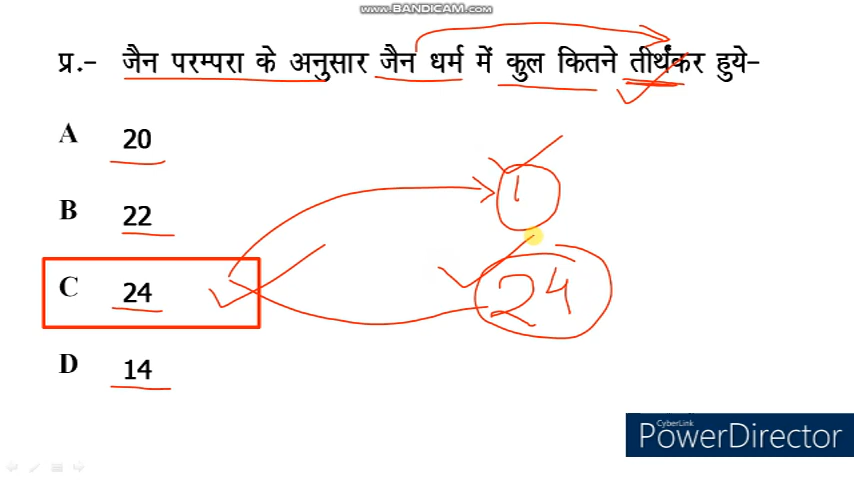 www.BANDICAM.com
प्र.- जैन परम्परा के अनुसार जैन धर्म में कुल कितने तीर्थंकर हुये-
A 20
1
B 22
C 24
24
D 14
CyberLink
PowerDirector